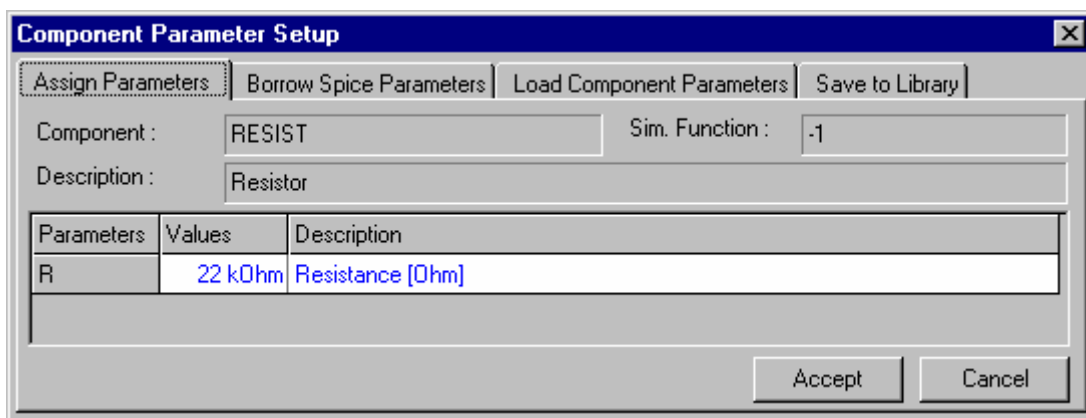 Component Parameter Setup
Assign Parameters Borrow Spice Parameters Load Component Parameters Save to Library
Component : RESIST Sim. Function : -1
Description : Resistor
Parameters Values Description
R 22 kOhm Resistance [Ohm]
Accept Cancel